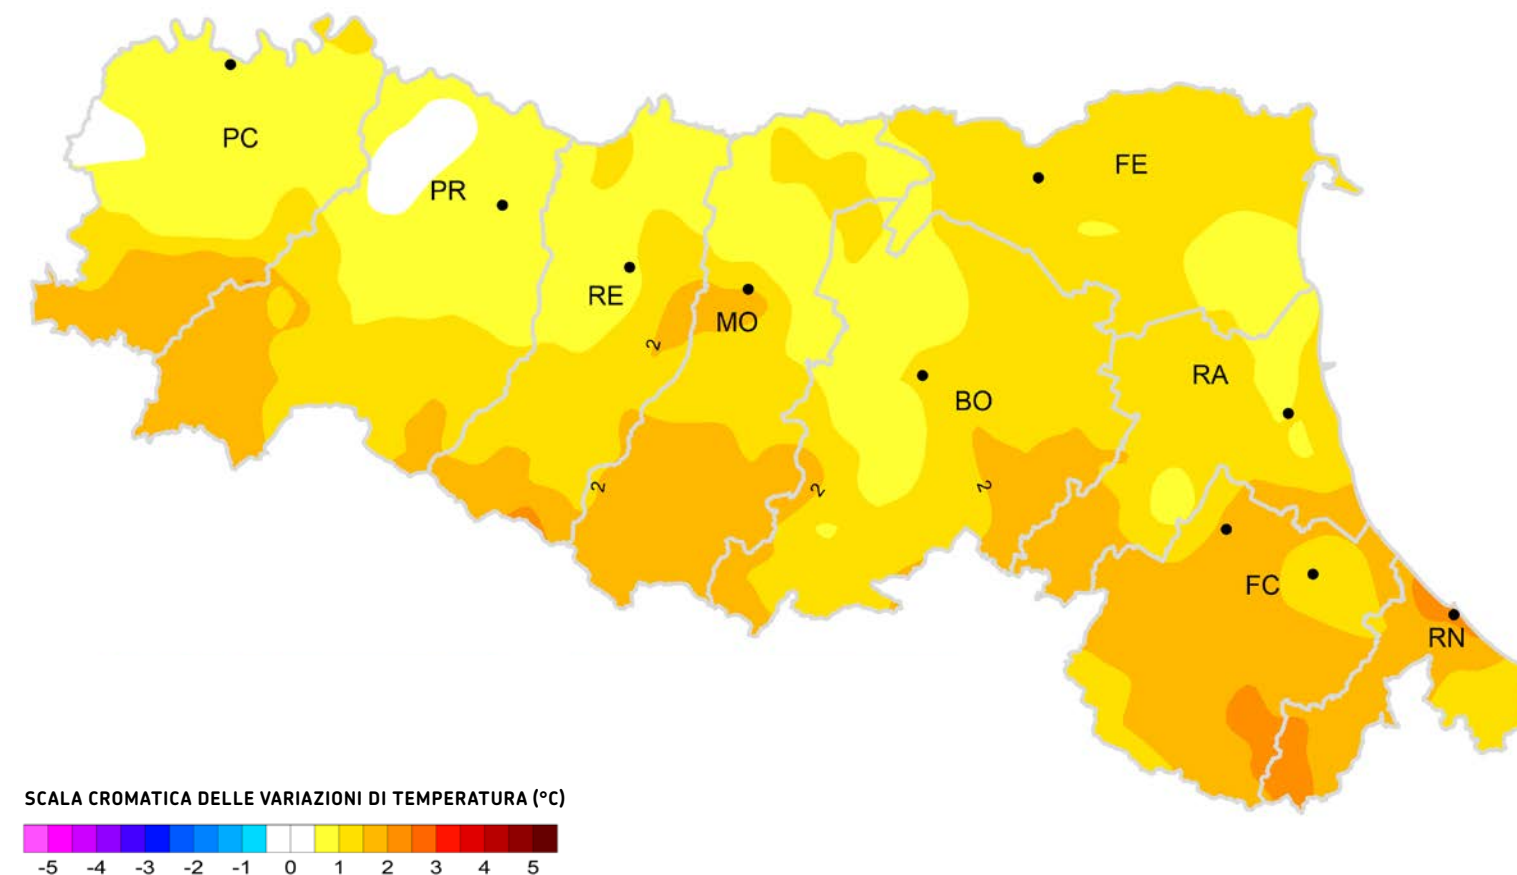 PC
FE
PR
RE
MO
RA
BO
2
2
2
2
FC
RN
SCALA CROMATICA DELLE VARIAZIONI DI TEMPERATURA (°C)
-5 -4 -3 -2 -1 0 1 2 3 4 5